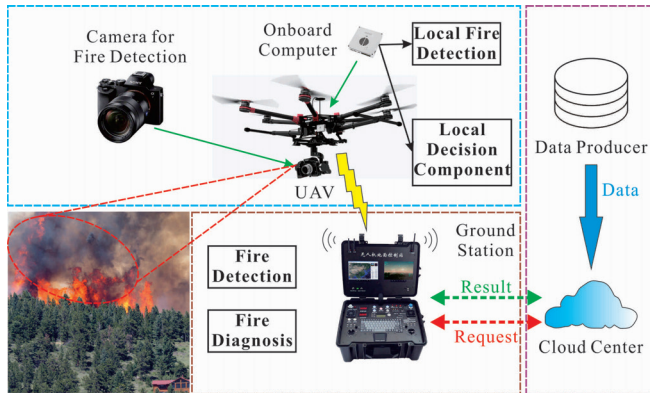 Camera for
Fire Detection
Onboard
Computer
Local Fire
Detection
Local
Decision
Component
UAV
Data Producer
Data
Fire
Detection
Fire
Diagnosis
Ground
Station
Result
Request
Cloud Center